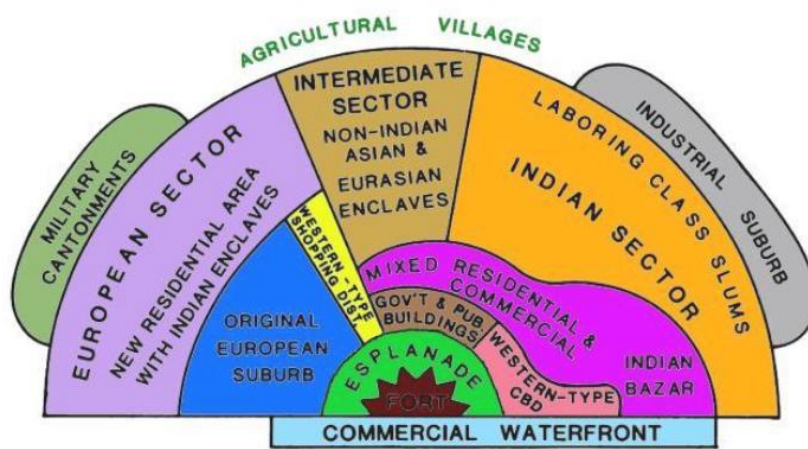 AGRICULTURAL VILLAGES
MILITARY
CANTONMENTS
EUROPEAN SECTOR
NEW RESIDENTIAL AREA
WITH INDIAN ENCLAVES
INTERMEDIATE
SECTOR
NON-INDIAN
ASIAN &
EURASIAN
ENCLAVES
LABORING CLASS SLUMS
INDIAN SECTOR
INDUSTRIAL SUBURB
WESTERN-TYPE
SHOPPING DIST.
ORIGINAL
EUROPEAN
SUBURB
MIXED RESIDENTIAL &
COMMERCIAL
GOV'T & PUB.
BUILDINGS
WESTERN-TYPE
CBD
INDIAN
BAZAR
ESPLANADE
FORT
COMMERCIAL WATERFRONT